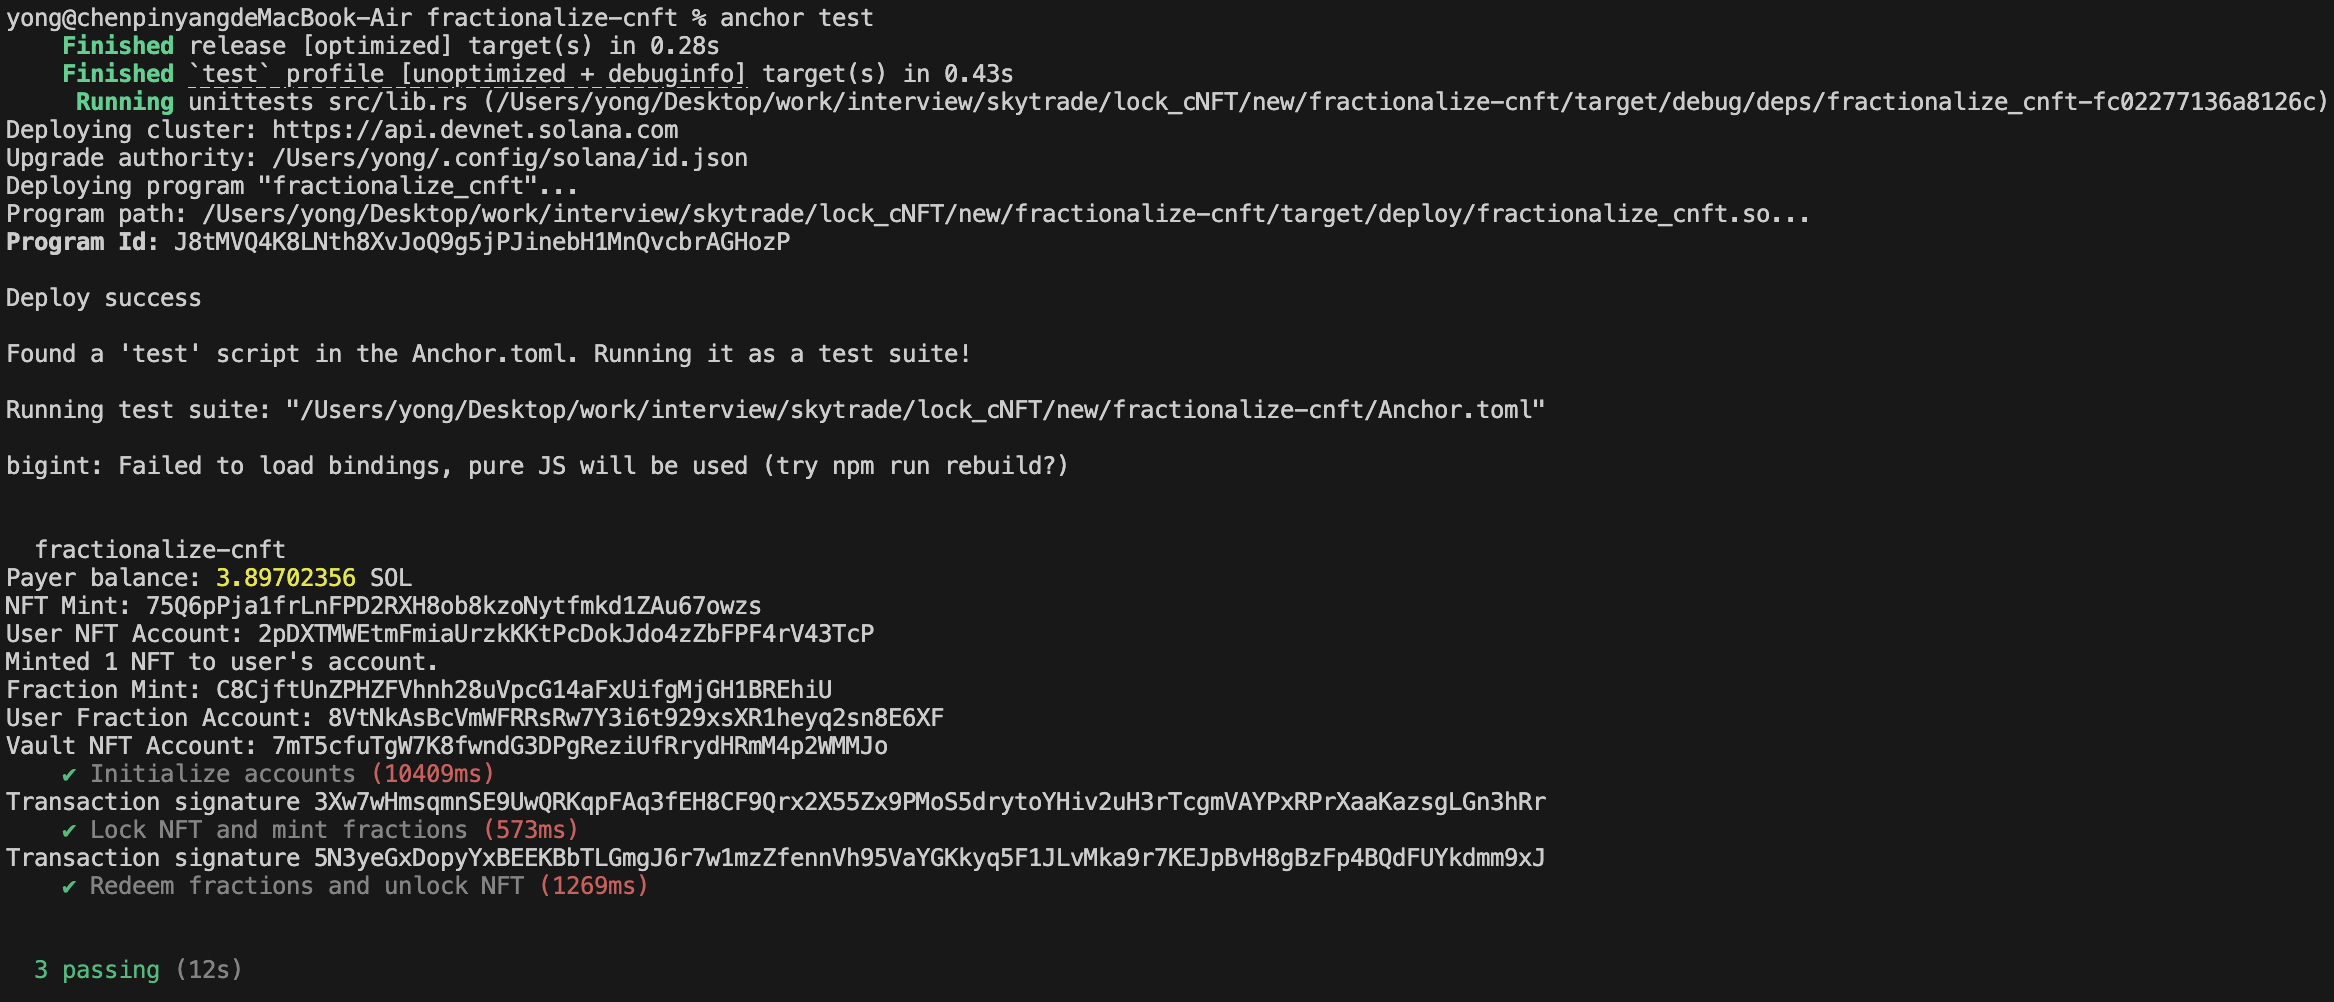 yong@chenpinyangdeMacBook-Air fractionalize-cnft % anchor test
Finished release [optimized] target(s) in 0.28s
Finished `test` profile [unoptimized + debuginfo] target(s) in 0.43s
Running unittests src/lib.rs (/Users/yong/Desktop/work/interview/skytrade/lock_cNFT/new/fractionalize-cnft/target/debug/deps/fractionalize_cnft-fc02277136a8126c)
Deploying cluster: https://api.devnet.solana.com
Upgrade authority: /Users/yong/.config/solana/id.json
Deploying program "fractionalize_cnft"...
Program path: /Users/yong/Desktop/work/interview/skytrade/lock_cNFT/new/fractionalize-cnft/target/deploy/fractionalize_cnft.so...
Program Id: J8tMVQ4K8LNth8XvJoQ9g5jPJinebH1MnQvcbrAGHozP
Deploy success
Found a 'test' script in the Anchor.toml. Running it as a test suite!
Running test suite: "/Users/yong/Desktop/work/interview/skytrade/lock_cNFT/new/fractionalize-cnft/Anchor.toml"
bigint: Failed to load bindings, pure JS will be used (try npm run rebuild?)
fractionalize-cnft
Payer balance: 3.89702356 SOL
NFT Mint: 75Q6pPja1frLnFPD2RXH8ob8kzoNytfmkd1ZAu67owzs
User NFT Account: 2pDXTMWEtmFmiaUrzkKKtPcDokJdo4zZbFPF4rV43TcP
Minted 1 NFT to user's account.
Fraction Mint: C8CjftUnZPHZFVhnh28uVpcG14aFxUifgMjGH1BREhiU
User Fraction Account: 8VtNkAsBcVmWFRRsRw7Y3i6t929xsXR1heyq2sn8E6XF
Vault NFT Account: 7mT5cfuTgW7K8fwndG3DPgReziUfRrydHRmM4p2WMMJo
✔ Initialize accounts (10409ms)
Transaction signature 3Xw7wHmsqmnSE9UwQRKqpFAq3fEH8CF9Qrx2X55Zx9PMoS5drytoYHiv2uH3rTcgmVAYPxRPrXaaKazsgLGn3hRr
✔ Lock NFT and mint fractions (573ms)
Transaction signature 5N3yeGxDopyYxBEEKBbTLGmgJ6r7w1mzZfennVh95VaYGKkyq5F1JLvMka9r7KEJpBvH8gBzFp4BQdFUYkdmm9xJ
✔ Redeem fractions and unlock NFT (1269ms)
3 passing (12s)